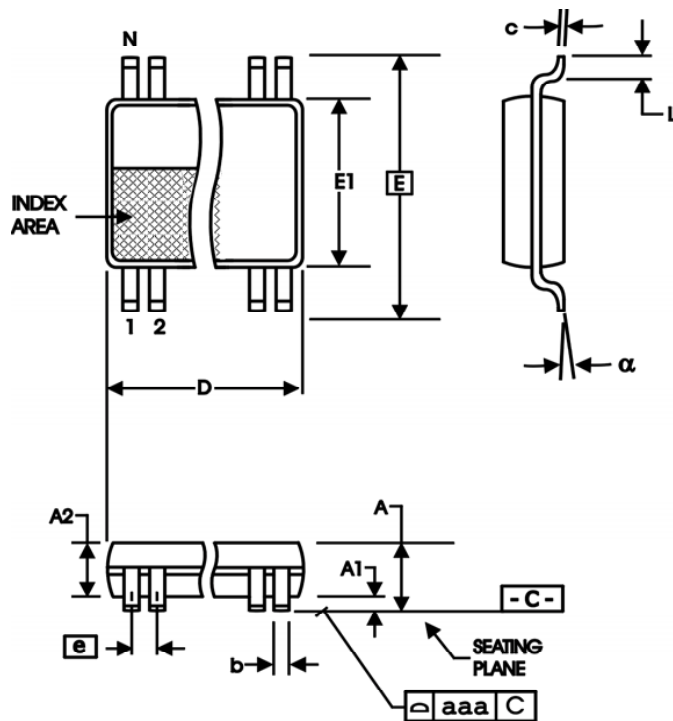 c
N
L
E1
E
INDEX
AREA
1 2
α
D
A2
A
A1
-C-
e
b
SEATING
PLANE
aaa C